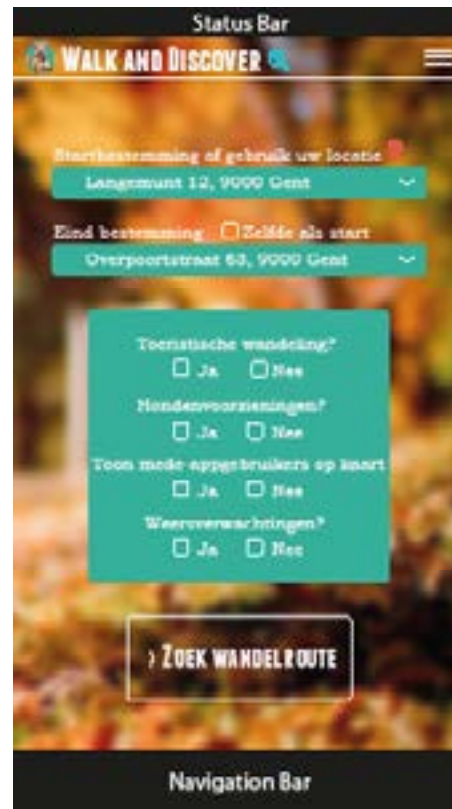 Status Bar
WALK AND DISCOVER
Startbestemming of gebruik uw locatie
Langemunt 12, 9000 Gent
Eind bestemming Zelfde als start
Overpoortstraat 63, 9000 Gent
Toeristische wandeling?
Ja Nee
Hondenvoorzieningen?
Ja Nee
Toon mede-appgebruikers op kaart
Ja Nee
Weersverwachtingen?
Ja Nee
› ZOEK WANDELROUTE
Navigation Bar